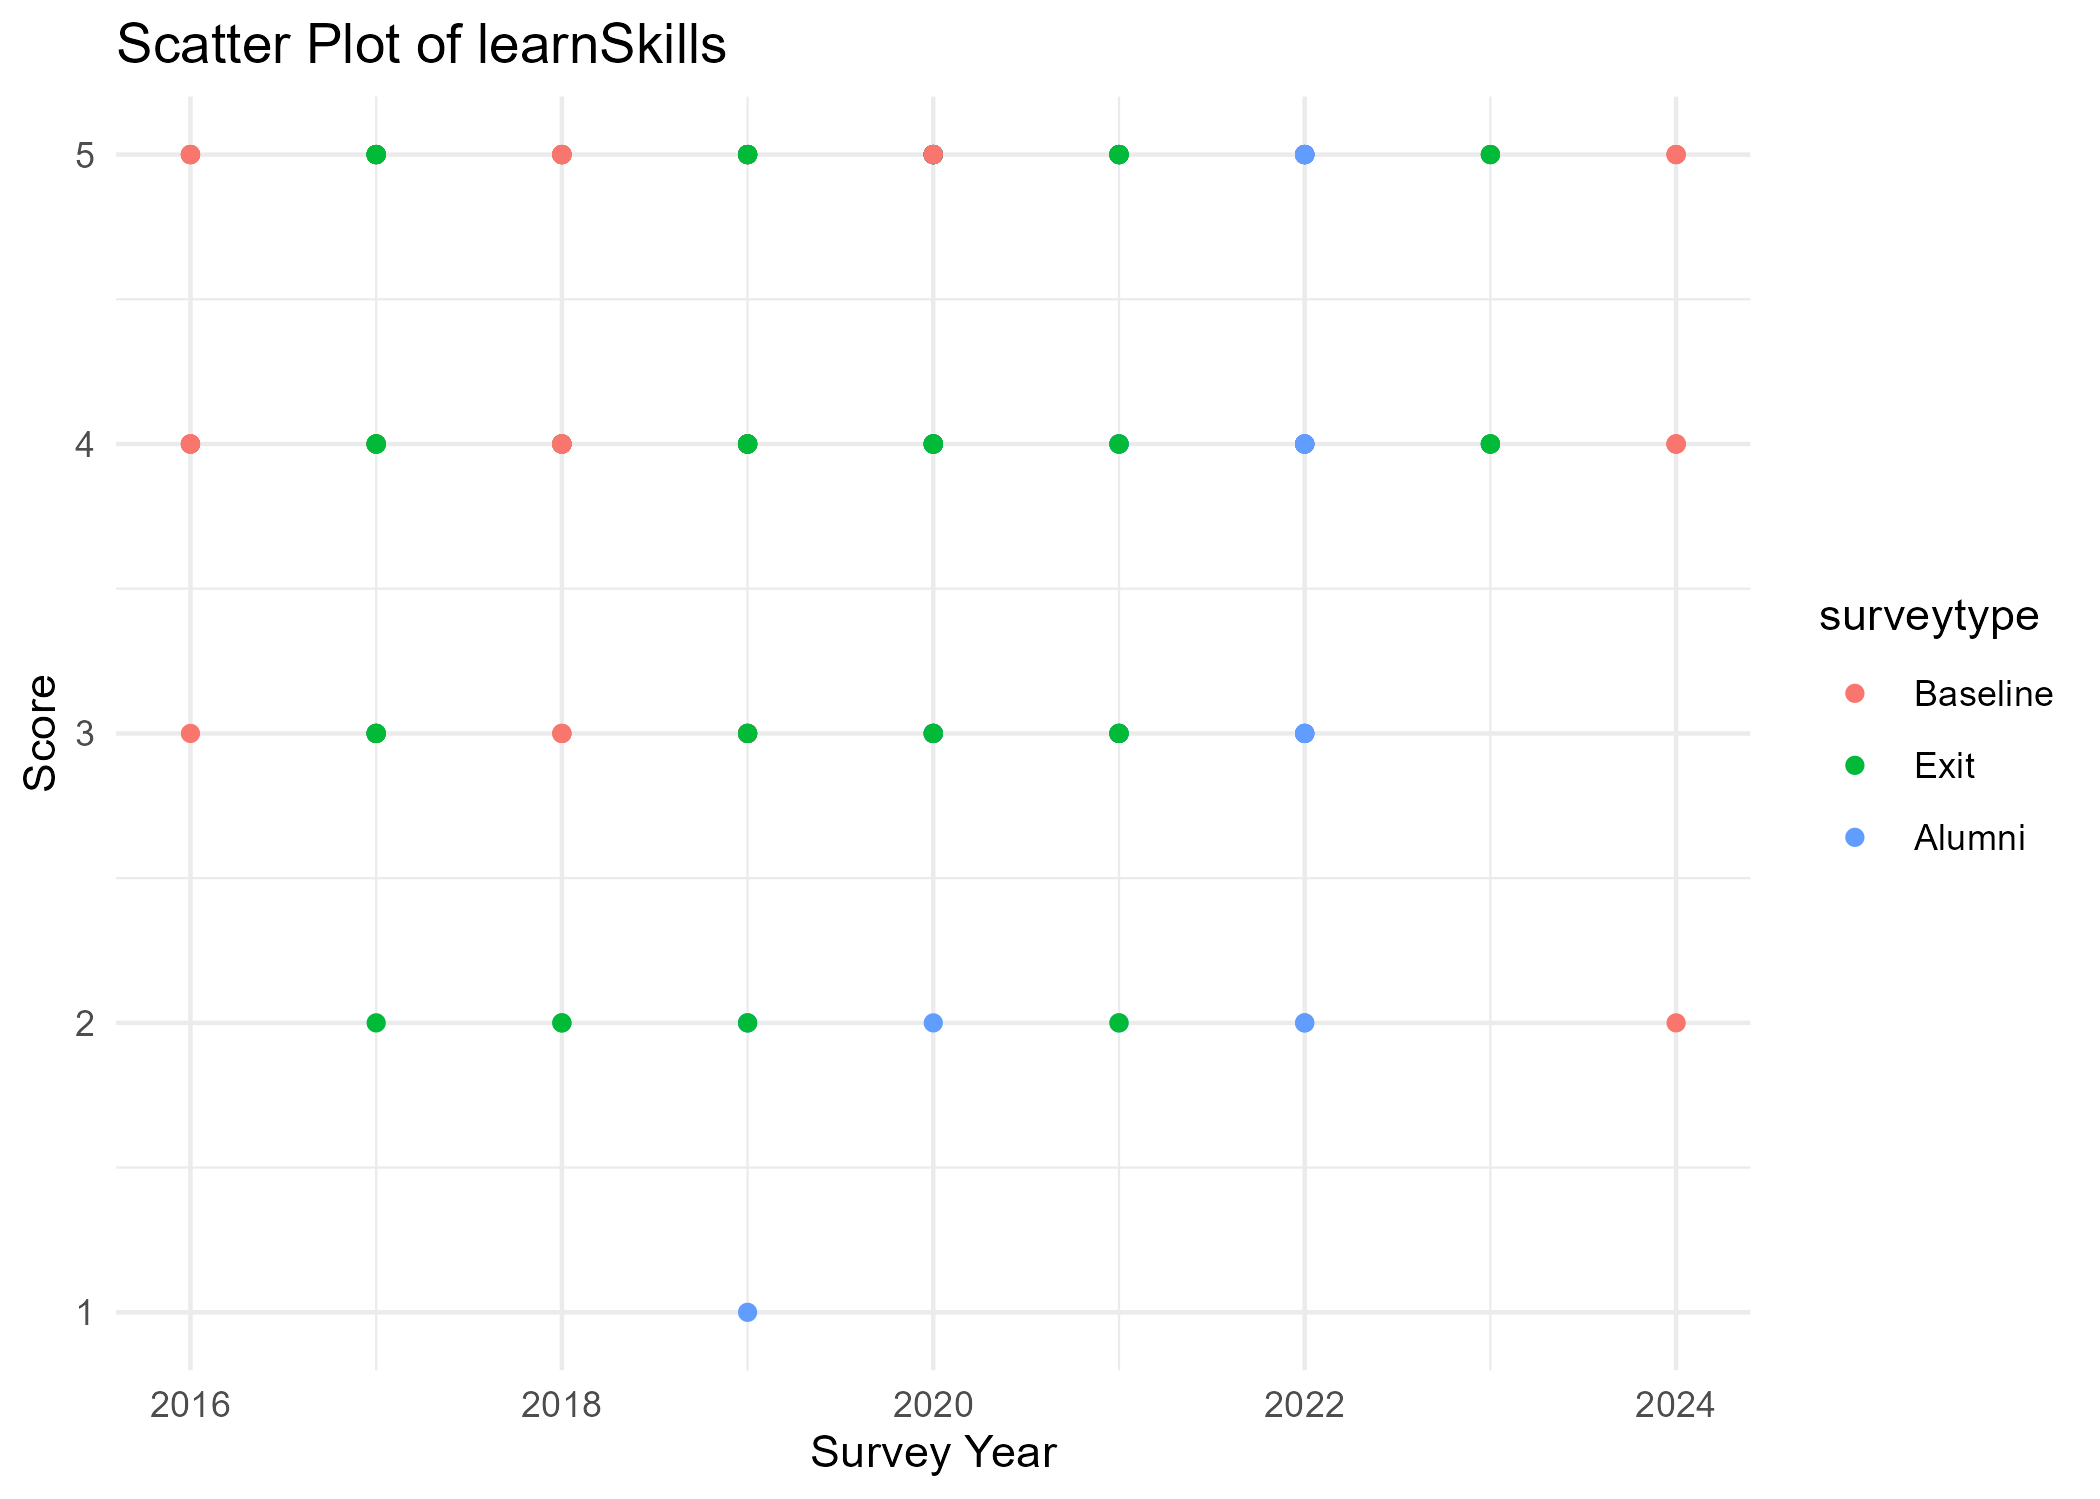 Scatter Plot of learnSkills
5
4
3
2
1
Score
2016
2018
2020
2022
2024
Survey Year
surveytype
Baseline
Exit
Alumni